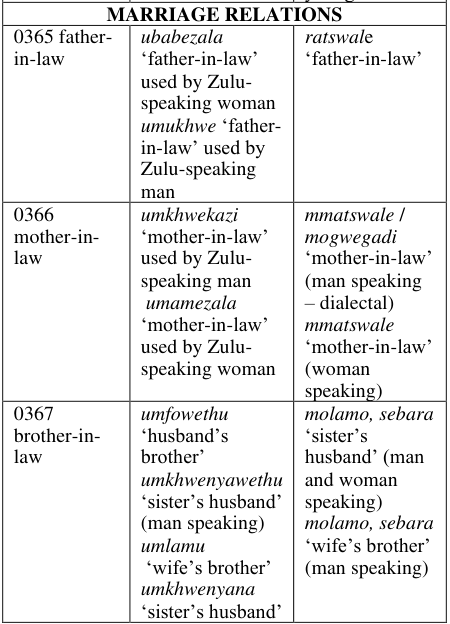 MARRIAGE RELATIONS
0365 father-
in-law
ubabezala
‘father-in-law’
used by Zulu-
speaking woman
umukhwe ‘father-
in-law’ used by
Zulu-speaking
man
ratswale
‘father-in-law’
0366
mother-in-
law
umkhwekazi
‘mother-in-law’
used by Zulu-
speaking man
umamezala
‘mother-in-law’
used by Zulu-
speaking woman
mmatswale /
mogwegadi
‘mother-in-law’
(man speaking
– dialectal)
mmatswale
‘mother-in-law’
(woman
speaking)
0367
brother-in-
law
umfowethu
‘husband’s
brother’
umkhwenyawethu
‘sister’s husband’
(man speaking)
umlamu
‘wife’s brother’
umkhwenyana
‘sister’s husband’
molamo, sebara
‘sister’s
husband’ (man
and woman
speaking)
molamo, sebara
‘wife’s brother’
(man speaking)